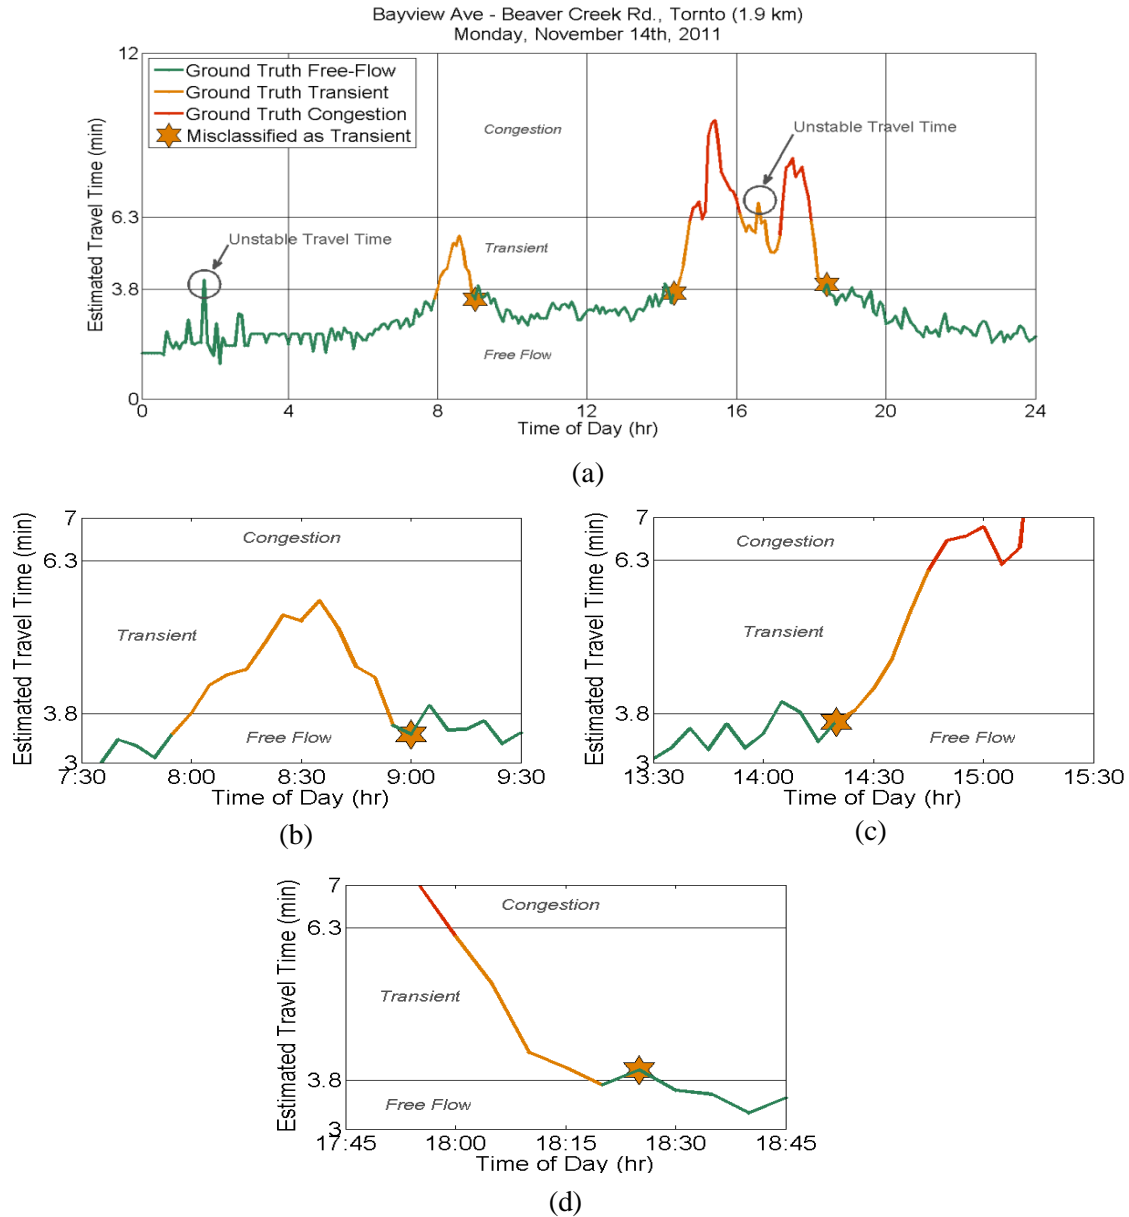 Bayview Ave - Beaver Creek Rd., Tornto (1.9 km)
Monday, November 14th, 2011
12
Ground Truth Free-Flow
Ground Truth Transient
Ground Truth Congestion
Misclassified as Transient
Congestion
Unstable Travel Time
6.3
Unstable Travel Time
Transient
3.8
Free Flow
0
Estimated Travel Time (min)
0 4 8 12 16 20 24
Time of Day (hr)
(a)
7
Congestion
6.3
Transient
3.8
Free Flow
3
Estimated Travel Time (min)
7:30 8:00 8:30 9:00 9:30
Time of Day (hr)
(b)
7
Congestion
6.3
Transient
3.8
Free Flow
3
Estimated Travel Time (min)
13:30 14:00 14:30 15:00 15:30
Time of Day (hr)
(c)
7
Congestion
6.3
Transient
3.8
Free Flow
3
Estimated Travel Time (min)
17:45 18:00 18:15 18:30 18:45
Time of Day (hr)
(d)